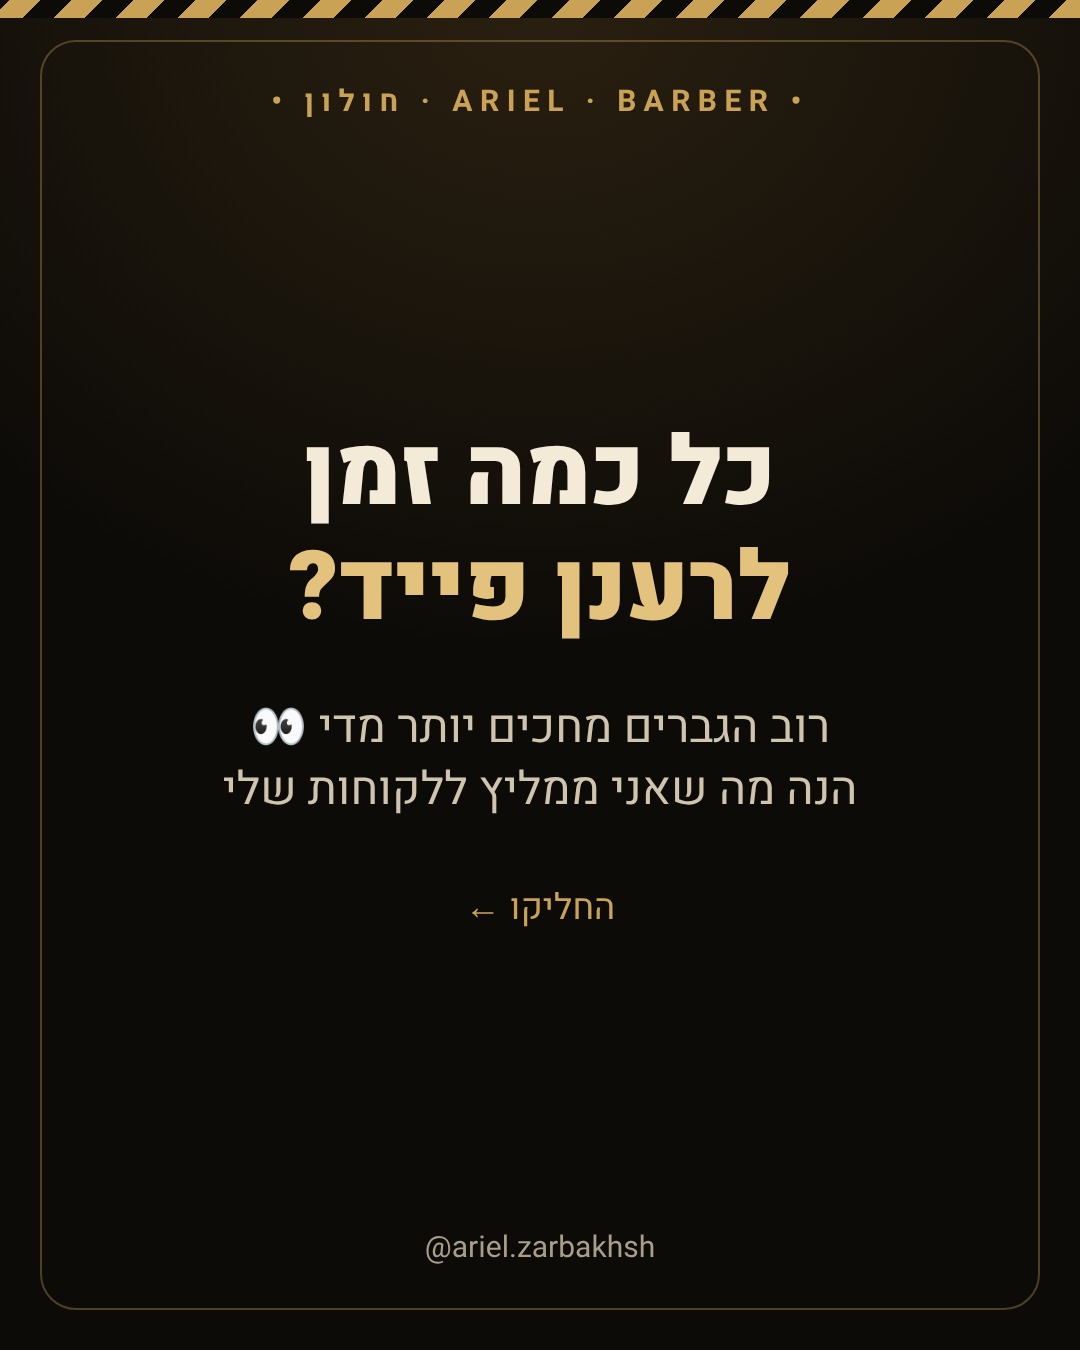 • ARIEL · BARBER · חולון •
כל כמה זמן
לרענן פייד?
רוב הגברים מחכים יותר מדי 👀
הנה מה שאני ממליץ ללקוחות שלי
החליקו ←
@ariel.zarbakhsh